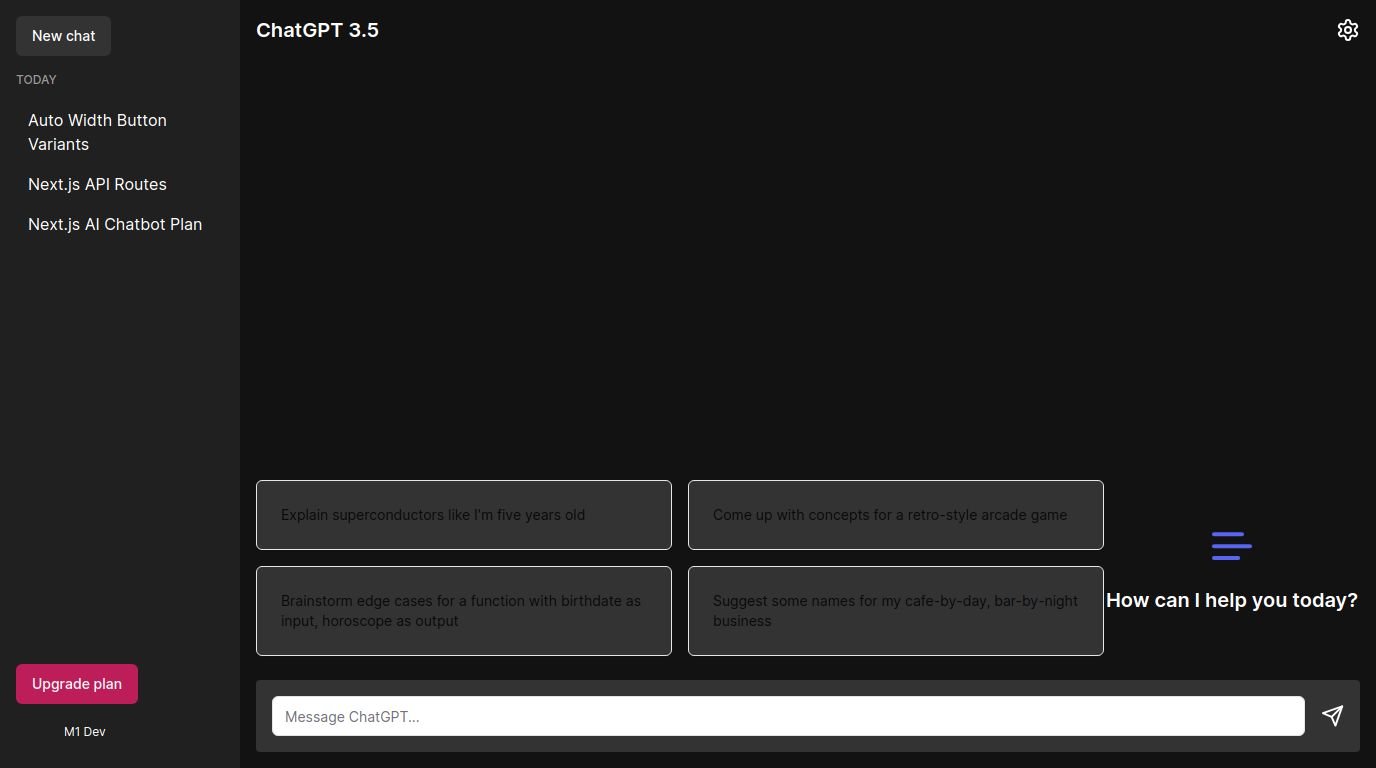 New chat
TODAY
Auto Width Button
Variants
Next.js API Routes
Next.js AI Chatbot Plan
Upgrade plan
M1 Dev
ChatGPT 3.5
Explain superconductors like I'm five years old
Come up with concepts for a retro-style arcade game
Brainstorm edge cases for a function with birthdate as
input, horoscope as output
Suggest some names for my cafe-by-day, bar-by-night
business
How can I help you today?
Message ChatGPT...